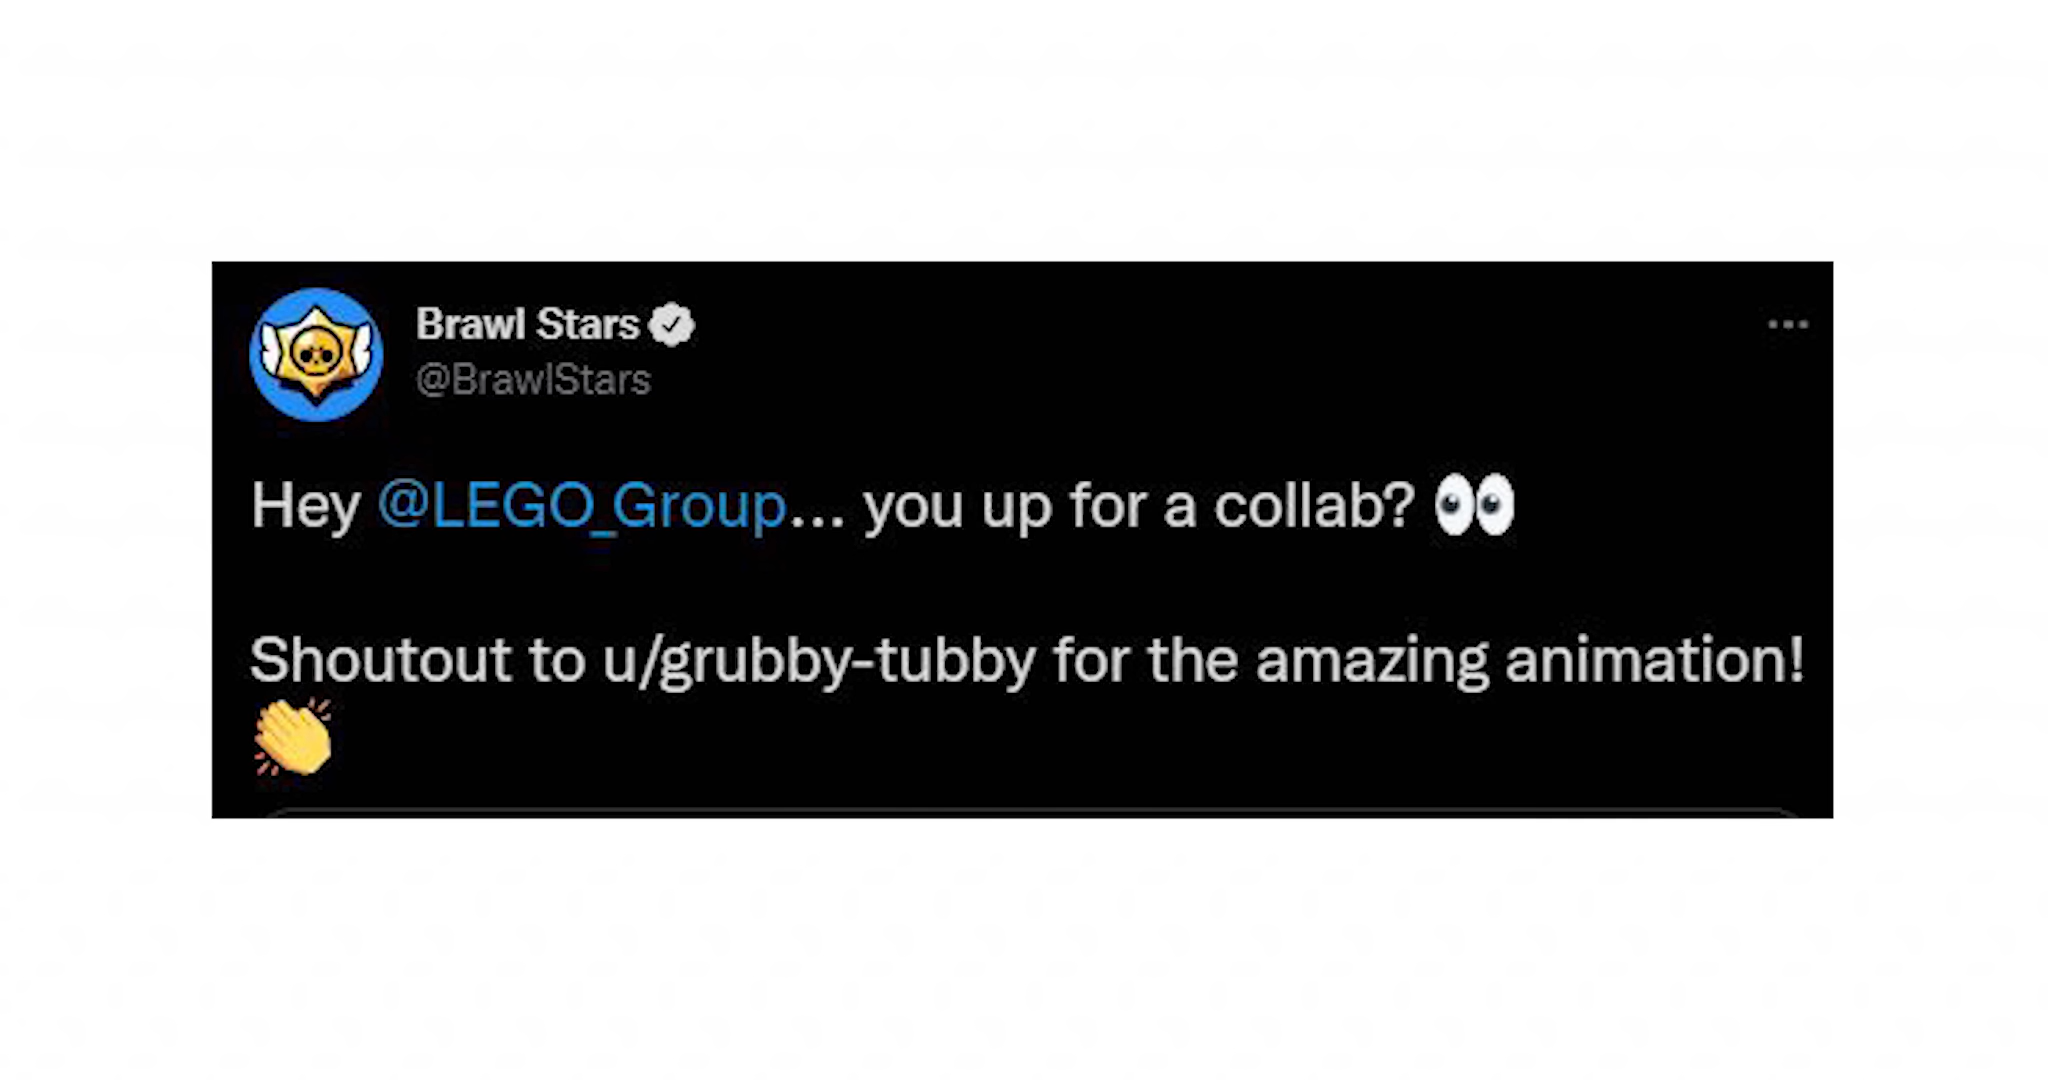 Brawl Stars
@BrawlStars
Hey @LEGO_Group... you up for a collab? 👀
Shoutout to u/grubby-tubby for the amazing animation!
👏